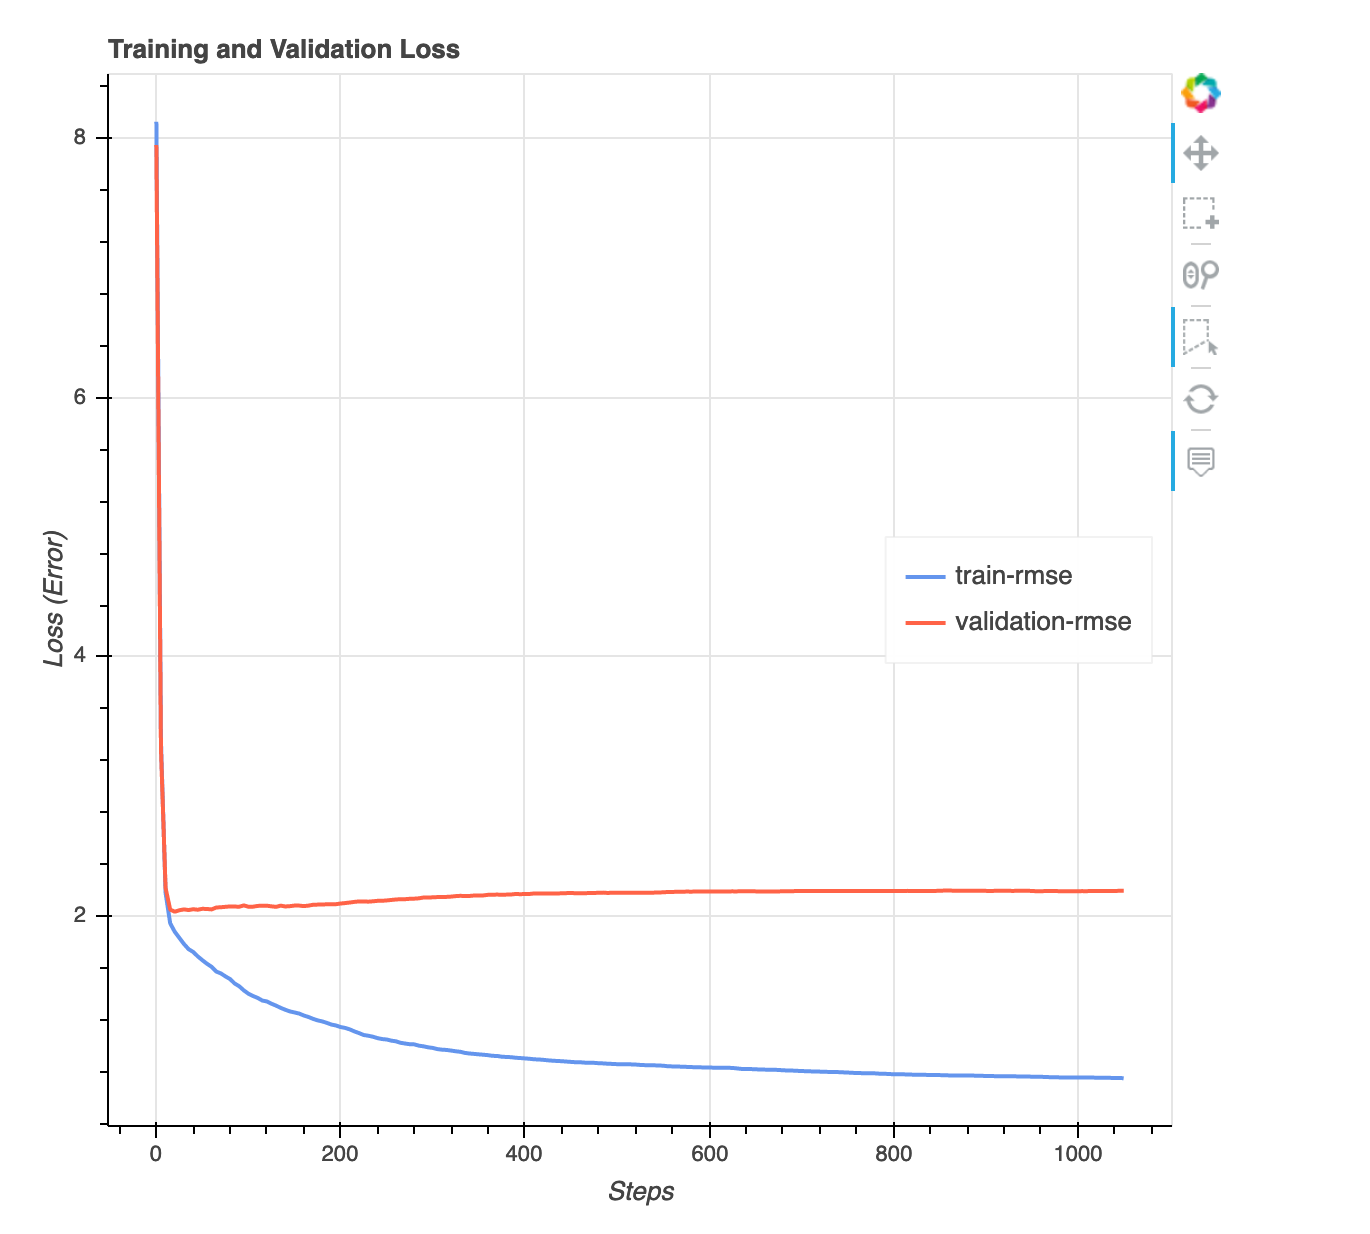 Training and Validation Loss
8
6
4
2
Loss (Error)
train-rmse
validation-rmse
0 200 400 600 800 1000
Steps